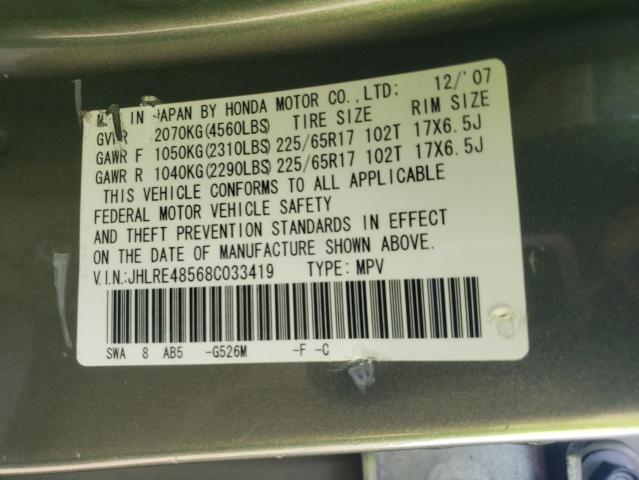 IN JAPAN BY HONDA MOTOR CO.,LTD: 12/'07
TIRE SIZE RIM SIZE
2070KG(4560LBS)
GAWR F 1050KG(2310LBS) 225/65R17 102T 17X6.5J
GAWR R 1040KG(2290LBS) 225/65R17 102T 17X6.5J
THIS VEHICLE CONFORMS TO ALL APPLICABLE
FEDERAL MOTOR VEHICLE SAFETY
AND THEFT PREVENTION STANDARDS IN EFFECT
ON THE DATE OF MANUFACTURE SHOWN ABOVE.
V.I.N:JHLRE48568C033419 TYPE: MPV
SWA 8 AB5 -G526M -F -C